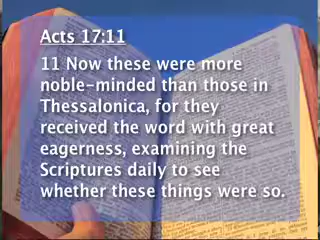 Acts 17:11
11 Now these were more
noble-minded than those in
Thessalonica, for they
received the word with great
eagerness, examining the
Scriptures daily to see
whether these things were so.